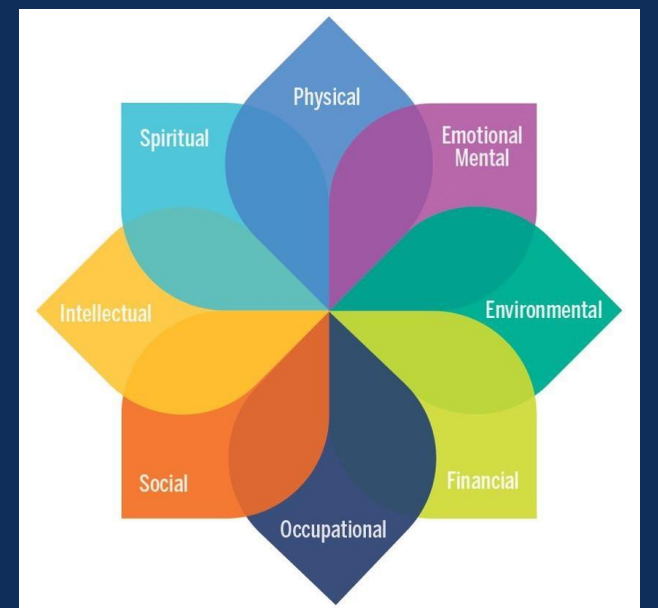 Physical
Spiritual
Emotional
Mental
Intellectual
Environmental
Social
Financial
Occupational